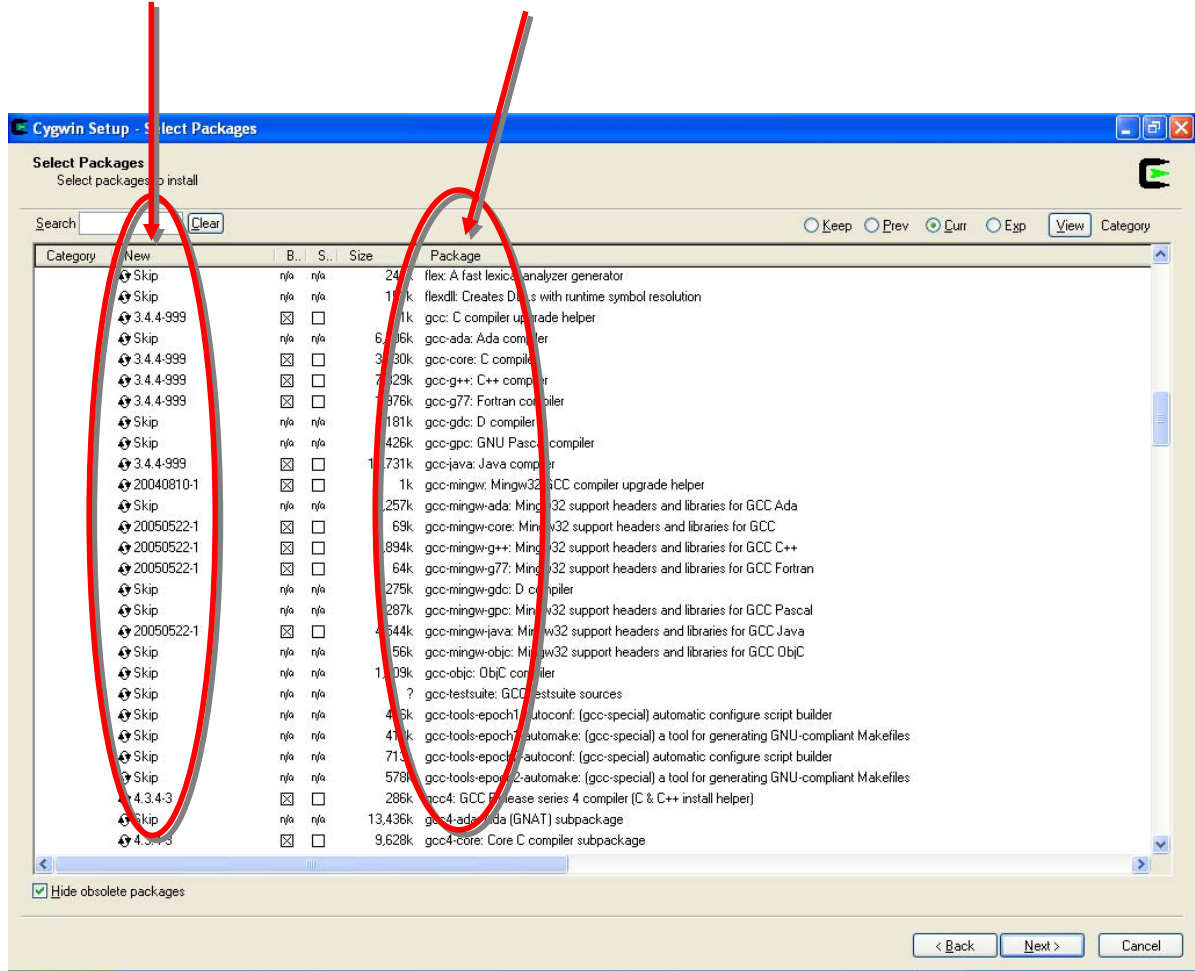 Cygwin Setup - Select Packages
Select Packages
Select packages to install
Search Clear Keep Prev Curr Exp View Category
Category New B.. S.. Size Package
Skip n/a n/a flex: A fast lexical analyzer generator
Skip n/a n/a flexdll: Creates DLLs with runtime symbol resolution
3.4.4-999 1k gcc: C compiler upgrade helper
Skip n/a n/a gcc-ada: Ada compiler
3.4.4-999 gcc-core: C compiler
3.4.4-999 gcc-g++: C++ compiler
3.4.4-999 gcc-g77: Fortran compiler
Skip n/a n/a gcc-gdc: D compiler
Skip n/a n/a gcc-gpc: GNU Pascal compiler
3.4.4-999 gcc-java: Java compiler
20040810-1 1k gcc-mingw: Mingw32 GCC compiler upgrade helper
Skip n/a n/a gcc-mingw-ada: Mingw32 support headers and libraries for GCC Ada
20050522-1 69k gcc-mingw-core: Mingw32 support headers and libraries for GCC
20050522-1 gcc-mingw-g++: Mingw32 support headers and libraries for GCC C++
20050522-1 64k gcc-mingw-g77: Mingw32 support headers and libraries for GCC Fortran
Skip n/a n/a gcc-mingw-gdc: D compiler
Skip n/a n/a gcc-mingw-gpc: Mingw32 support headers and libraries for GCC Pascal
20050522-1 gcc-mingw-java: Mingw32 support headers and libraries for GCC Java
Skip n/a n/a gcc-mingw-objc: Mingw32 support headers and libraries for GCC ObjC
Skip n/a n/a gcc-objc: ObjC compiler
Skip n/a n/a ? gcc-testsuite: GCC testsuite sources
Skip n/a n/a gcc-tools-epoch1-autoconf: (gcc-special) automatic configure script builder
Skip n/a n/a gcc-tools-epoch1-automake: (gcc-special) a tool for generating GNU-compliant Makefiles
Skip n/a n/a gcc-tools-epoch2-autoconf: (gcc-special) automatic configure script builder
Skip n/a n/a 578k gcc-tools-epoch2-automake: (gcc-special) a tool for generating GNU-compliant Makefiles
4.3.4-3 286k gcc4: GCC Release series 4 compiler (C & C++ install helper)
Skip n/a n/a 13,436k gcc4-ada: Ada (GNAT) subpackage
4.3.4-3 9,628k gcc4-core: Core C compiler subpackage
Hide obsolete packages
< Back Next > Cancel